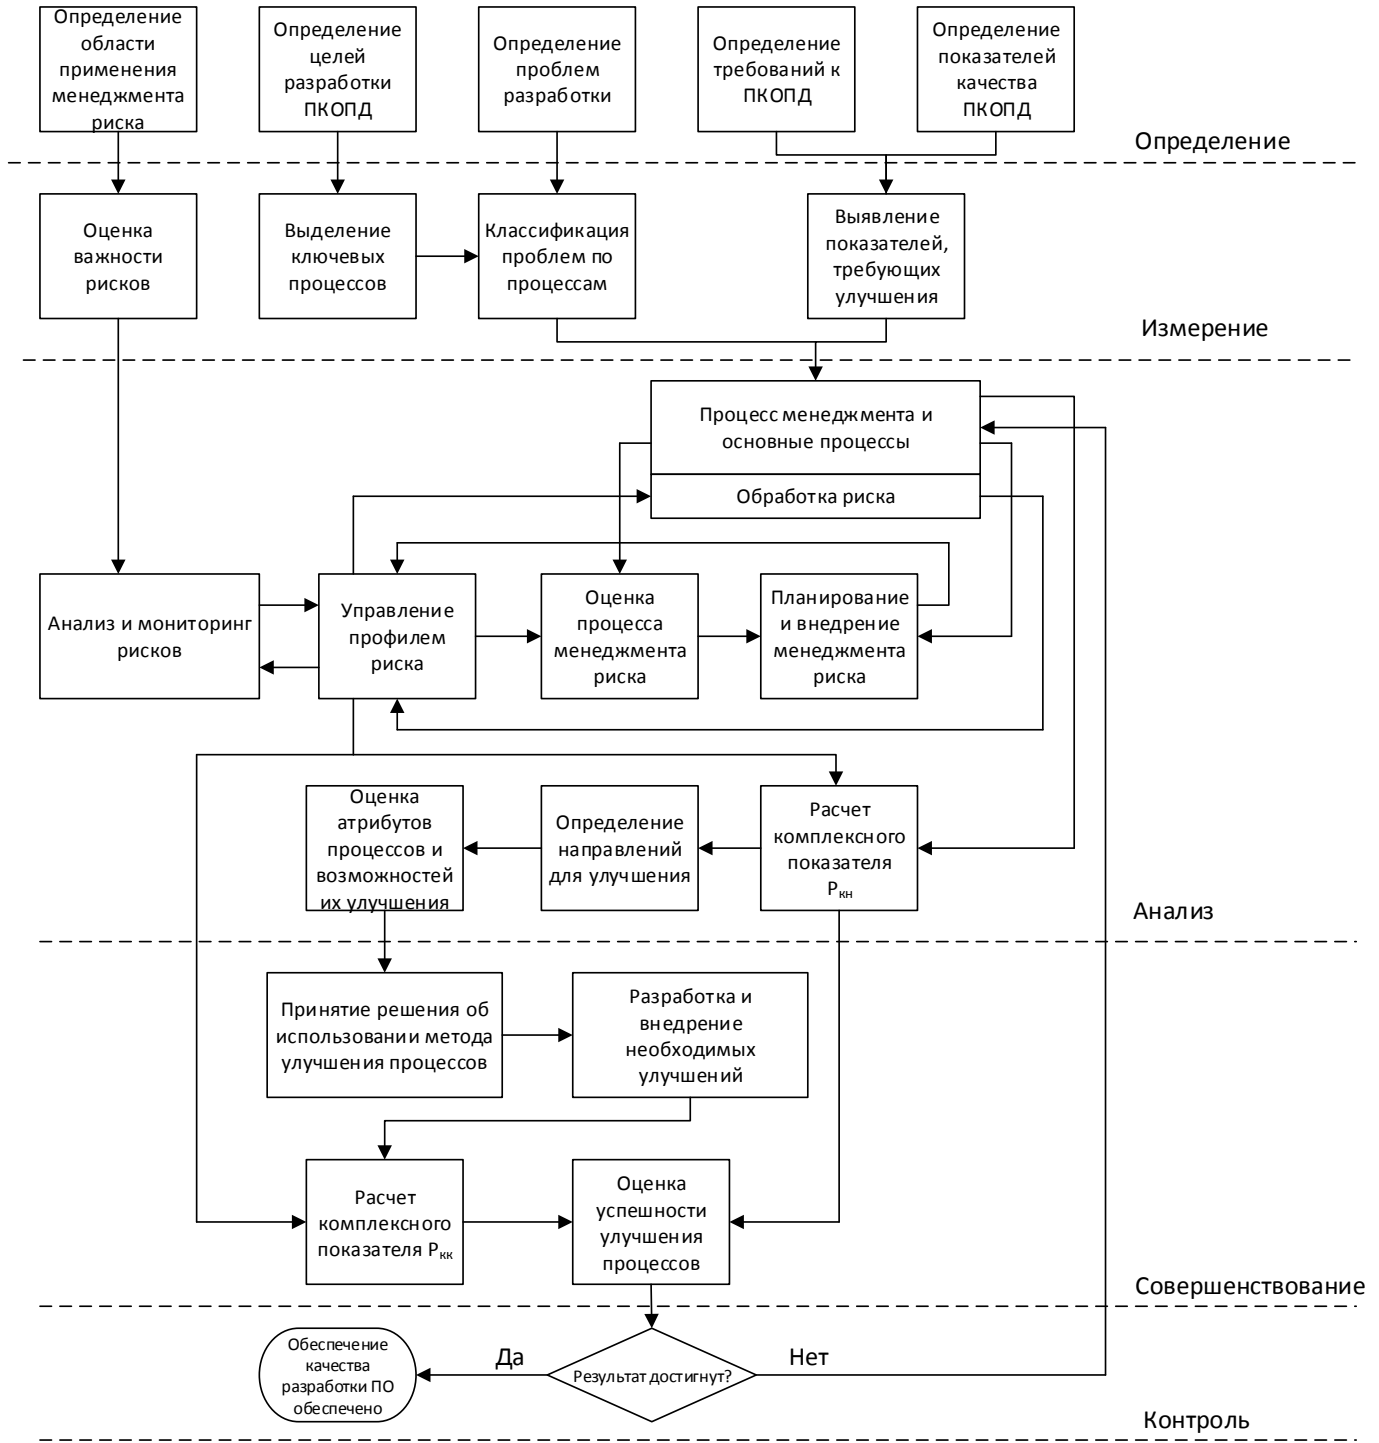 Определение
области
применения
менеджмента
риска
Определение
целей
разработки
ПКОПД
Определение
проблем
разработки
Определение
требований к
ПКОПД
Определение
показателей
качества
ПКОПД
Определение
Оценка
важности
рисков
Выделение
ключевых
процессов
Классификация
проблем по
процессам
Выявление
показателей,
требующих
улучшения
Измерение
Процесс менеджмента и
основные процессы
Обработка риска
Анализ и мониторинг
рисков
Управление
профилем
риска
Оценка
процесса
менеджмента
риска
Планирование
и внедрение
менеджмента
риска
Оценка
атрибутов
процессов и
возможностей
их улучшения
Определение
направлений
для улучшения
Расчет
комплексного
показателя
Ркн
Анализ
Принятие решения об
использовании метода
улучшения процессов
Разработка и
внедрение
необходимых
улучшений
Расчет
комплексного
показателя Ркк
Оценка
успешности
улучшения
процессов
Совершенствование
Обеспечение
качества
разработки ПО
обеспечено
Да
Результат достигнут?
Нет
Контроль